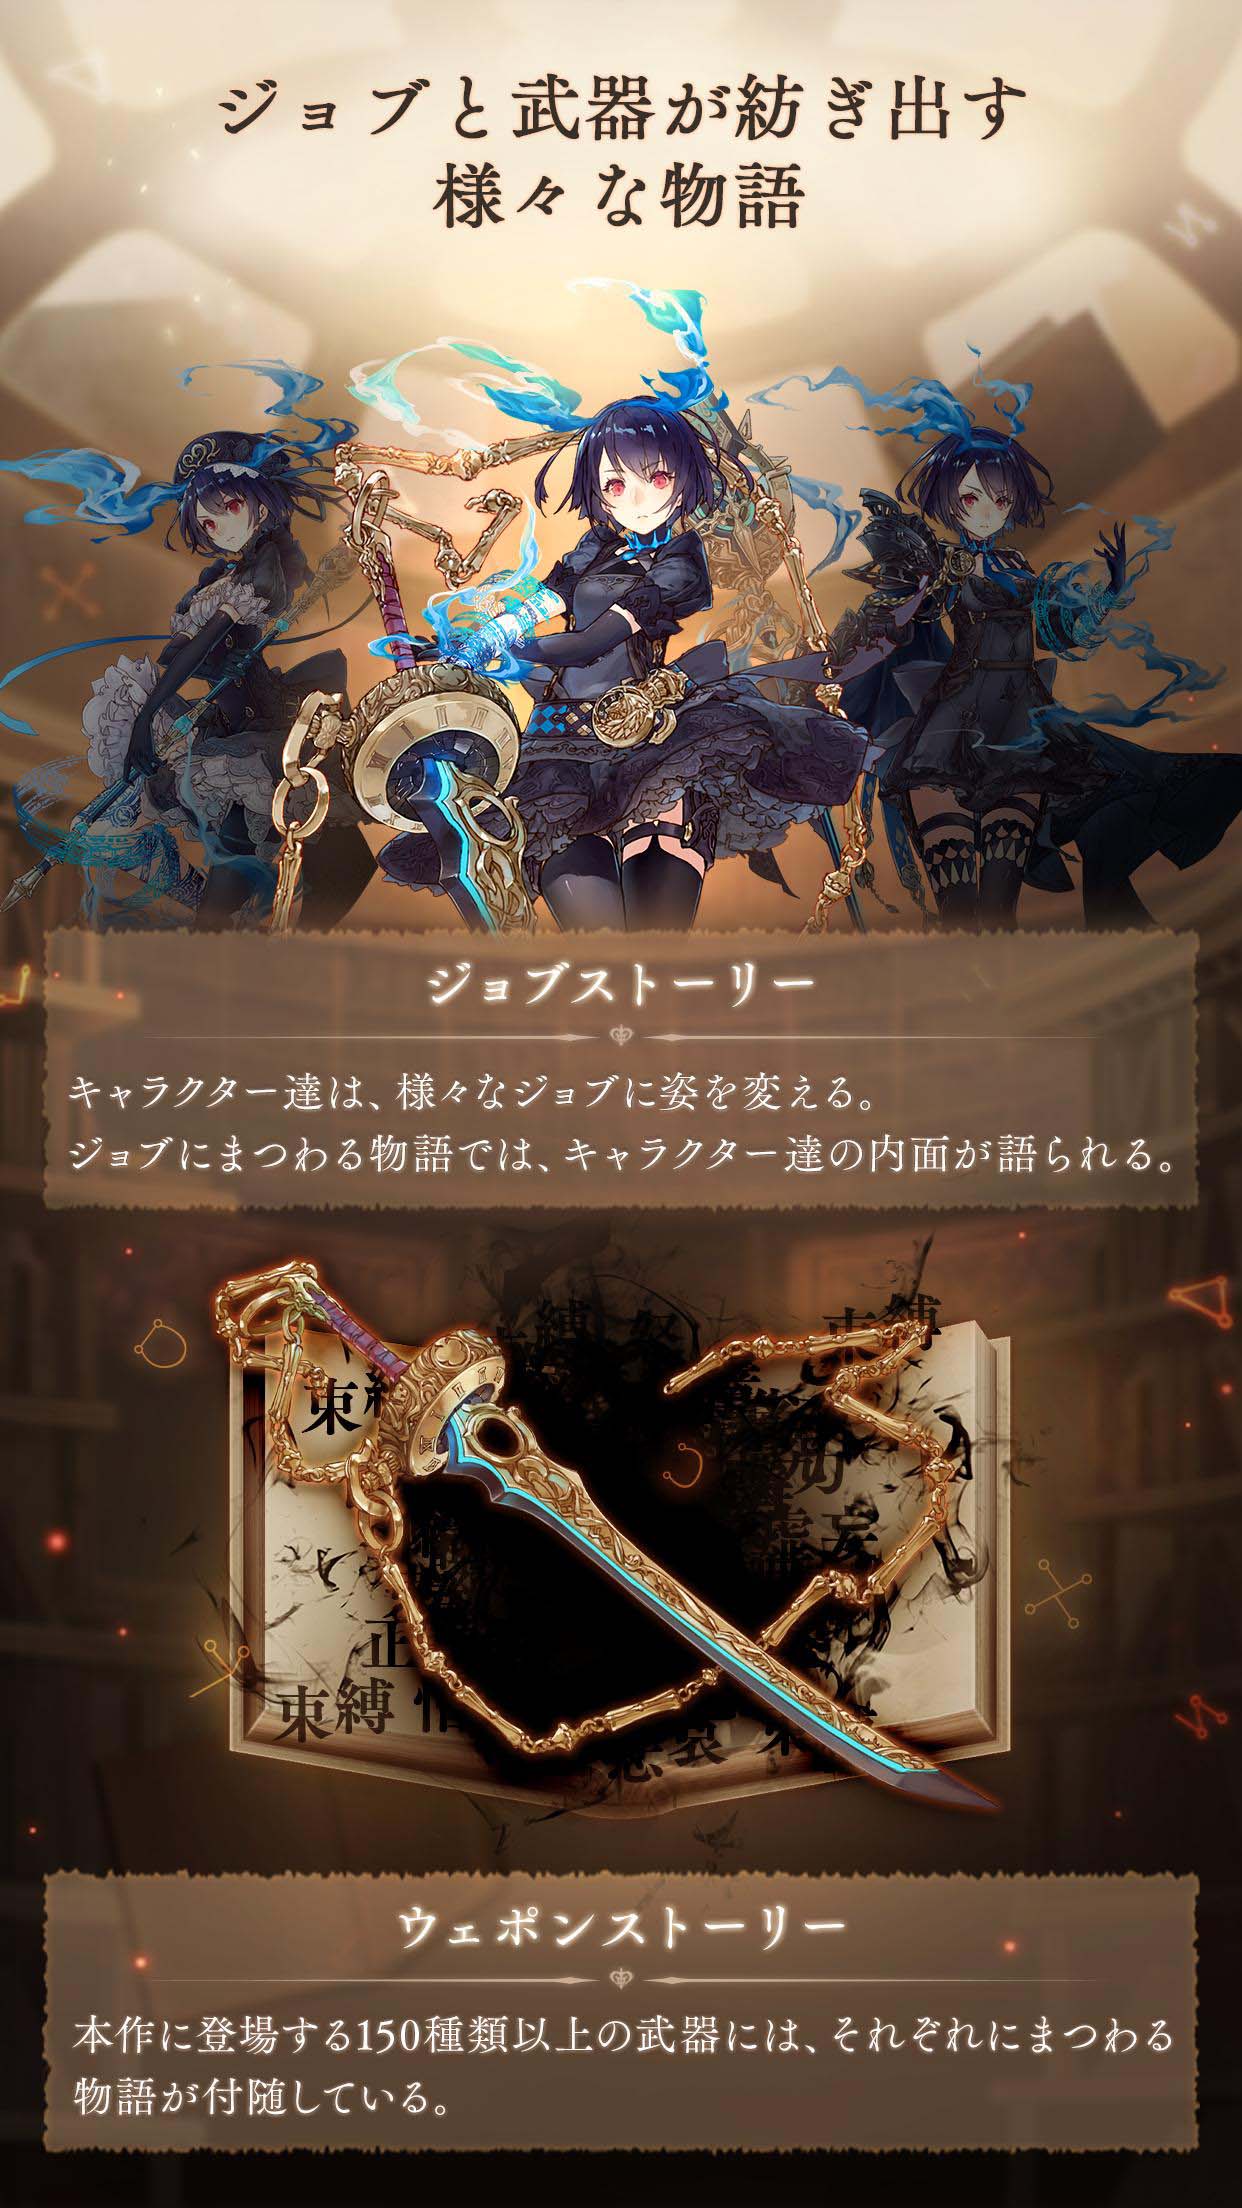 ジョブと武器が紡ぎ出す
様々な物語
ジョブストーリー
キャラクター達は、様々なジョブに姿を変える。
ジョブにまつわる物語では、キャラクター達の内面が語られる。
束縛
束
虚妄
束縛
悲哀
ウェポンストーリー
本作に登場する150種類以上の武器には、それぞれにまつわる
物語が付随している。